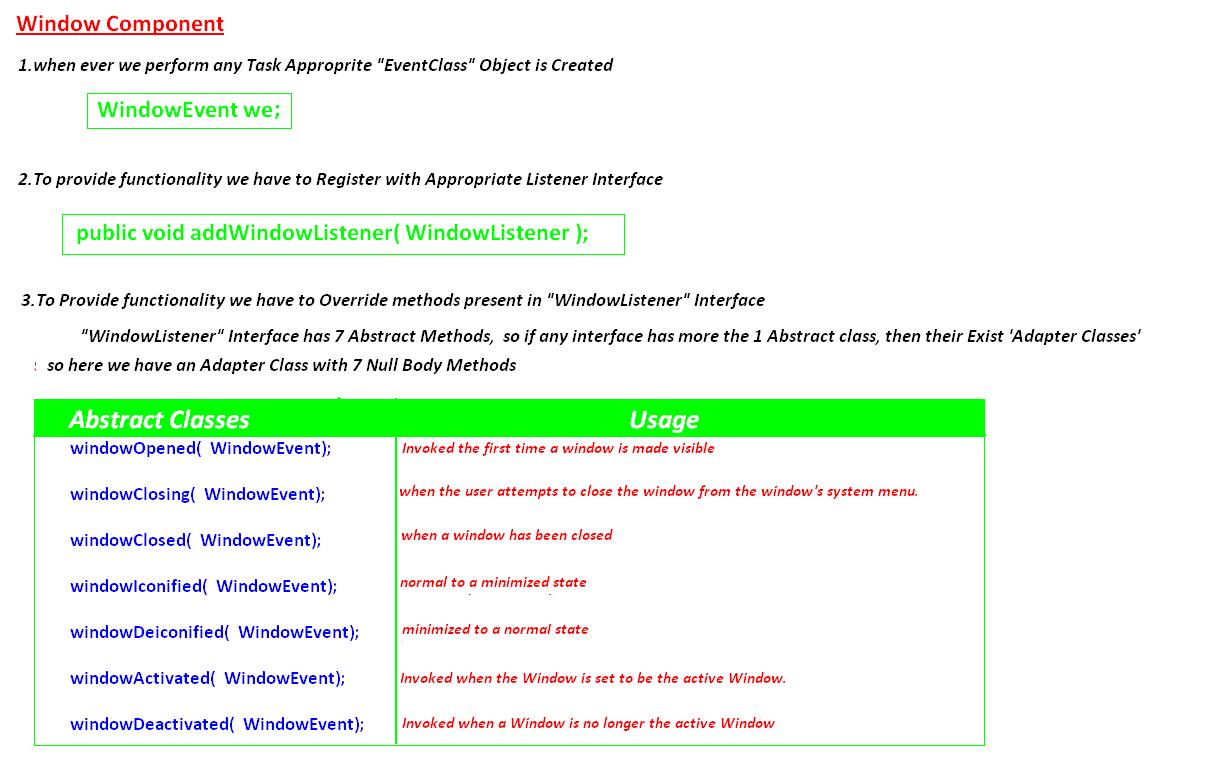 Window Component
1.when ever we perform any Task Approprite "EventClass" Object is Created
WindowEvent we;
2.To provide functionality we have to Register with Appropriate Listener Interface
public void addWindowListener( WindowListener );
3.To Provide functionality we have to Override methods present in "WindowListener" Interface
"WindowListener" Interface has 7 Abstract Methods, so if any interface has more the 1 Abstract class, then their Exist 'Adapter Classes'
so here we have an Adapter Class with 7 Null Body Methods
Abstract Classes Usage
windowOpened( WindowEvent); Invoked the first time a window is made visible
windowClosing( WindowEvent); when the user attempts to close the window from the window's system menu.
windowClosed( WindowEvent); when a window has been closed
windowIconified( WindowEvent); normal to a minimized state
windowDeiconified( WindowEvent); minimized to a normal state
windowActivated( WindowEvent); Invoked when the Window is set to be the active Window.
windowDeactivated( WindowEvent); Invoked when a Window is no longer the active Window